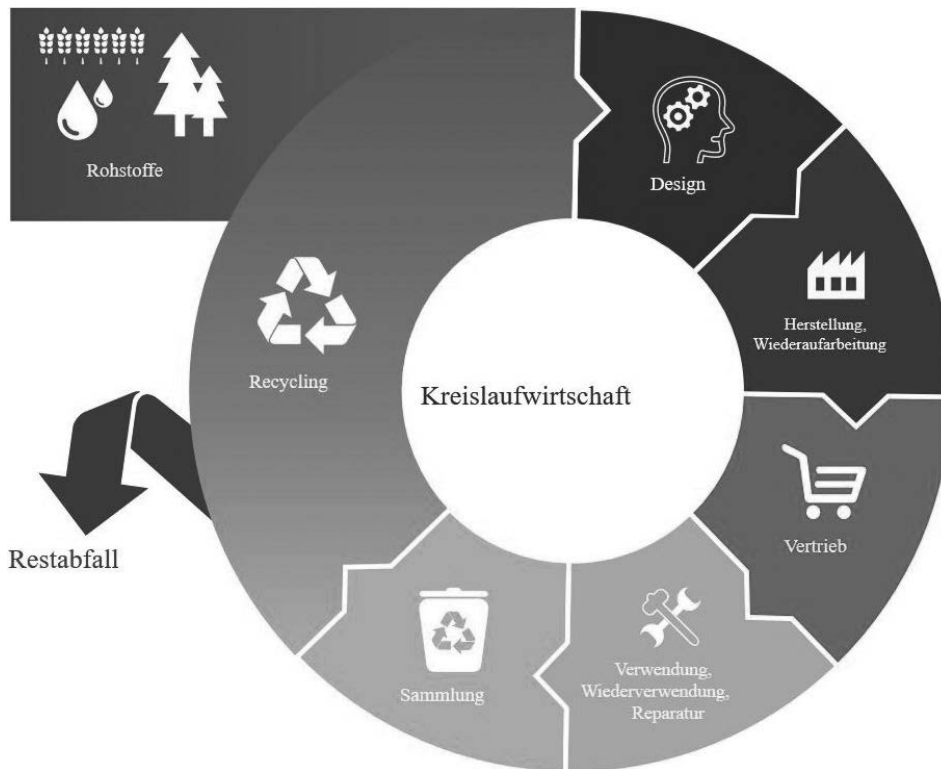 Rohstoffe
Design
Herstellung,
Wiederaufarbeitung
Recycling
Kreislaufwirtschaft
Vertrieb
Restabfall
Sammlung
Verwendung,
Wiederverwendung,
Reparatur